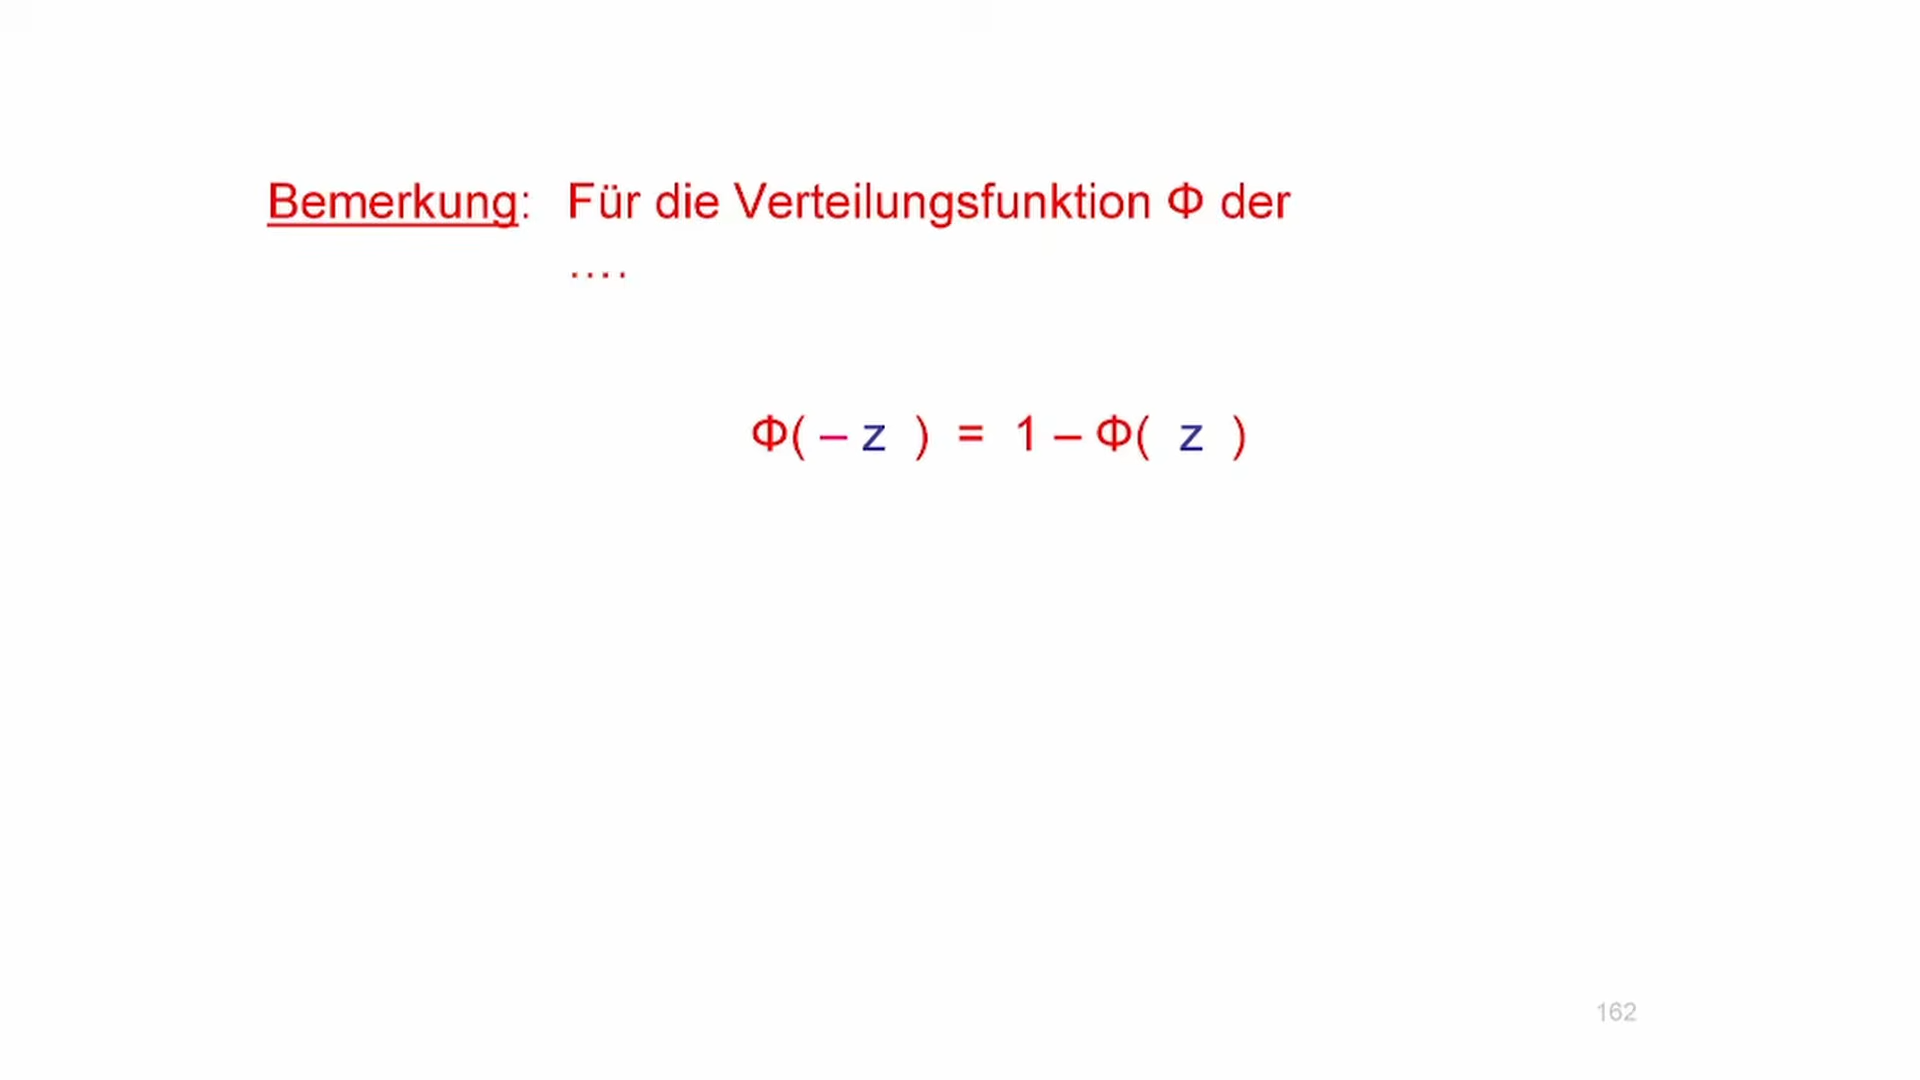 Bemerkung: Für die Verteilungsfunktion Φ der
....
Φ( – z ) = 1 – Φ( z )
162